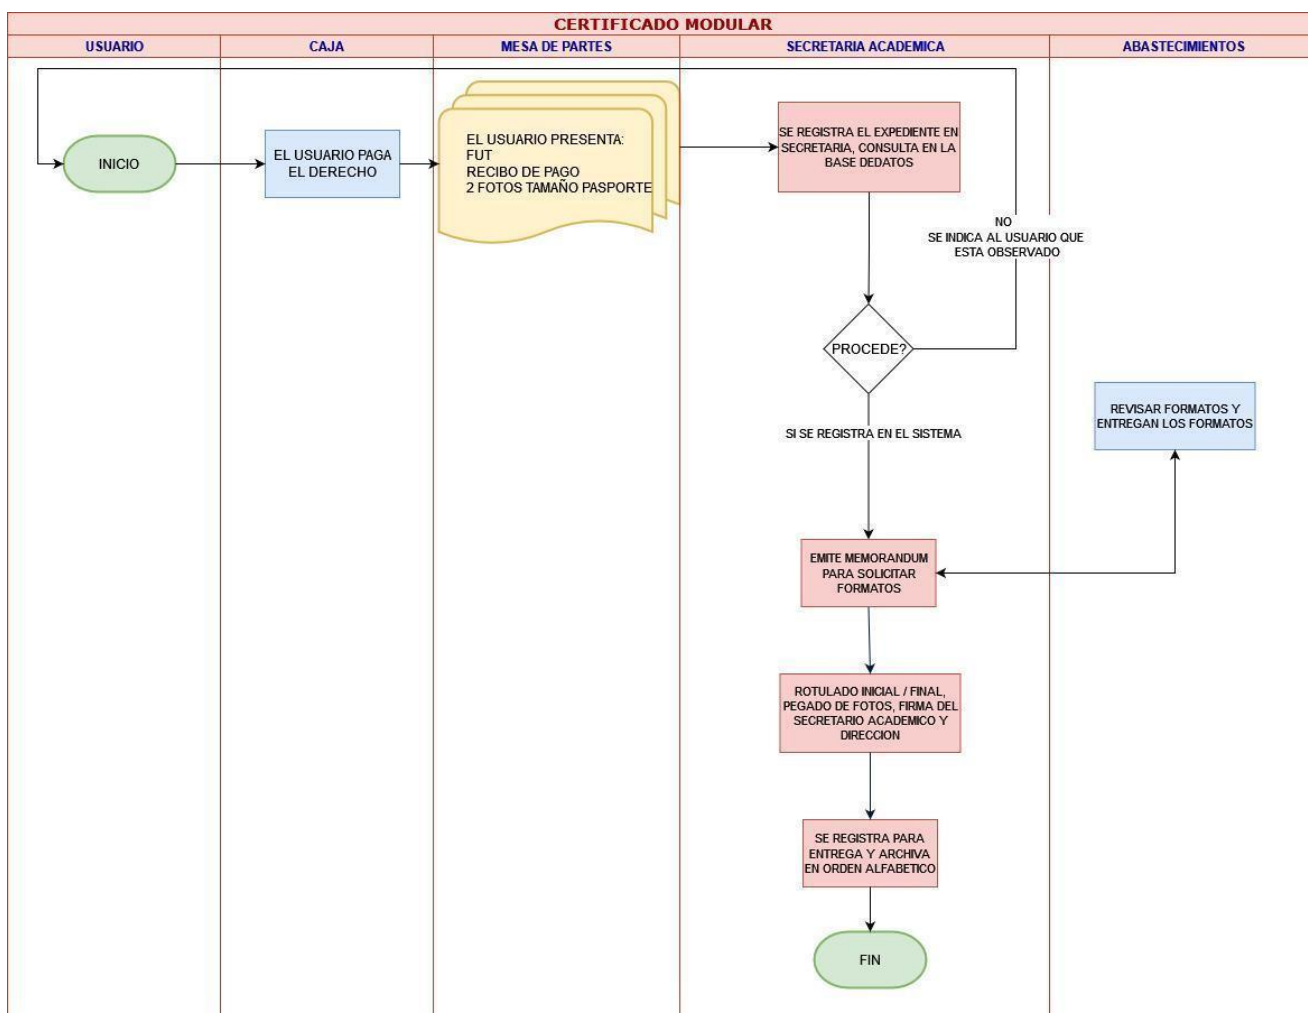 CERTIFICADO MODULAR
USUARIO
CAJA
MESA DE PARTES
SECRETARIA ACADEMICA
ABASTECIMIENTOS
INICIO
EL USUARIO PAGA
EL DERECHO
EL USUARIO PRESENTA:
FUT
RECIBO DE PAGO
2 FOTOS TAMAÑO PASPORTE
SE REGISTRA EL EXPEDIENTE EN
SECRETARIA, CONSULTA EN LA
BASE DEDATOS
NO
SE INDICA AL USUARIO QUE
ESTA OBSERVADO
PROCEDE?
SI SE REGISTRA EN EL SISTEMA
REVISAR FORMATOS Y
ENTREGAN LOS FORMATOS
EMITE MEMORANDUM
PARA SOLICITAR
FORMATOS
ROTULADO INICIAL / FINAL,
PEGADO DE FOTOS, FIRMA DEL
SECRETARIO ACADEMICO Y
DIRECCION
SE REGISTRA PARA
ENTREGA Y ARCHIVA
EN ORDEN ALFABETICO
FIN